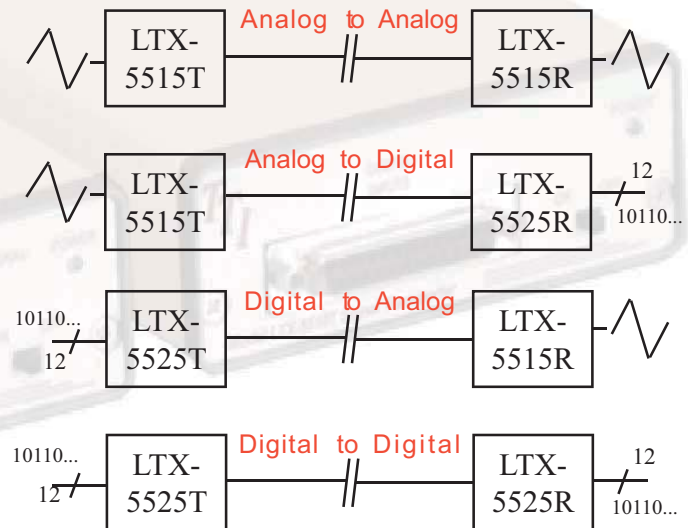 Analog to Analog
LTX-
5515T
LTX-
5515R
Analog to Digital
LTX-
5515T
LTX-
5525R
12
10110...
Digital to Analog
10110...
12
LTX-
5525T
LTX-
5515R
Digital to Digital
10110...
12
LTX-
5525T
LTX-
5525R
12
10110...